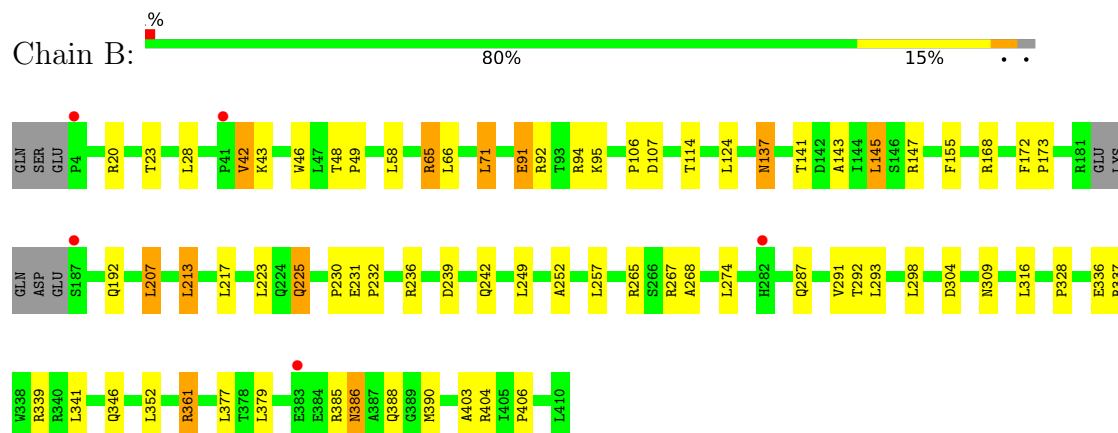 .%
Chain B:
80% 15% • •
GLN SER GLU P4 R20 T23 L28 P41 V42 K43 W46 L47 T48 P49 L58 R65 L66 L71 E91 R92 T93 R94 K95 P106 D107 T114 L124 N137 T141 D142 A143 I144 L145 S146 R147 F155 R168 F172 P173 R181 GLU LYS
GLN ASP GLU S187 Q192 L207 L213 L217 L223 Q224 Q225 P230 E231 P232 R236 D239 Q242 L249 A252 L257 R265 S266 R267 A268 L274 H282 Q287 V291 T292 L293 L298 D304 N309 L316 P328 E336 R337
W338 R339 R340 L341 Q346 L352 R361 L377 T378 L379 E383 E384 R385 N386 A387 Q388 G389 M390 A403 R404 I405 P406 L410